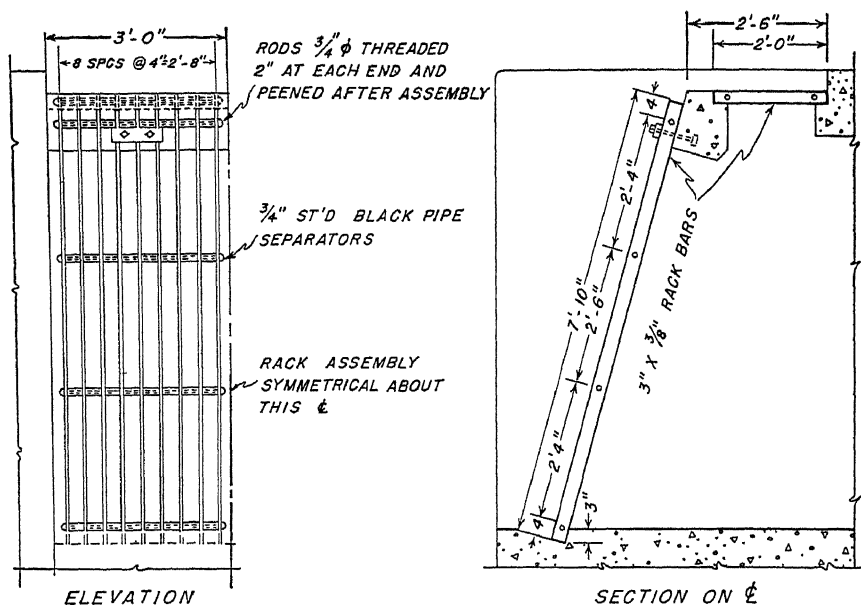 3'-0"
8 SPCS @ 4"=2'-8"
RODS 3/4" ϕ THREADED
2" AT EACH END AND
PEENED AFTER ASSEMBLY
3/4" ST'D BLACK PIPE
SEPARATORS
RACK ASSEMBLY
SYMMETRICAL ABOUT
THIS ℄
ELEVATION
2'-6"
2'-0"
4"
2'-4"
7'-10"
2'-6"
3" X 3/8" RACK BARS
2'4"
4"
3"
SECTION ON ℄